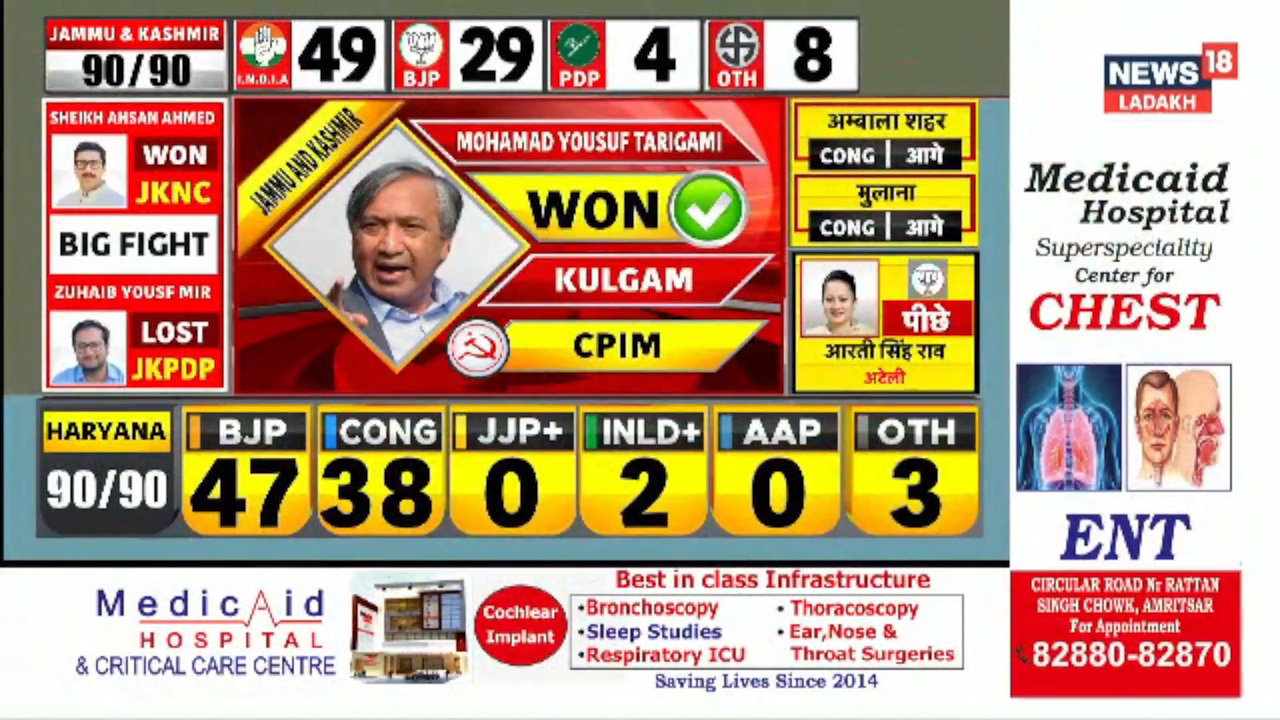 JAMMU & KASHMIR
90/90
I.N.D.I.A 49
BJP 29
PDP 4
OTH 8
SHEIKH AHSAN AHMED
WON
JKNC
BIG FIGHT
ZUHAIB YOUSF MIR
LOST
JKPDP
JAMMU AND KASHMIR
MOHAMAD YOUSUF TARIGAMI
WON
KULGAM
CPIM
अम्बाला शहर
CONG | आगे
मुलाना
CONG | आगे
पीछे
आरती सिंह राव
अटेली
HARYANA
90/90
BJP CONG JJP+ INLD+ AAP OTH
47 38 0 2 0 3
NEWS 18
LADAKH
Medicaid
Hospital
Superspeciality
Center for
CHEST
ENT
CIRCULAR ROAD Nr RATTAN
SINGH CHOWK, AMRITSAR
For Appointment
82880-82870
MedicAid
HOSPITAL
& CRITICAL CARE CENTRE
Cochlear
Implant
Best in class Infrastructure
•Bronchoscopy
•Sleep Studies
•Respiratory ICU
• Thoracoscopy
• Ear,Nose &
Throat Surgeries
Saving Lives Since 2014